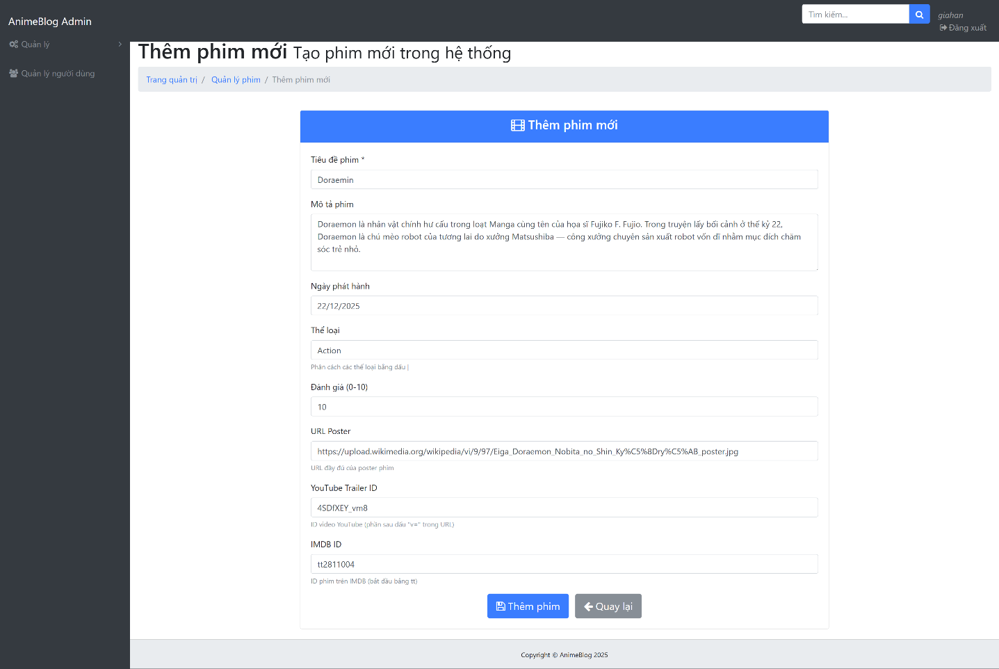 AnimeBlog Admin
Tìm kiếm...
giahan
Đăng xuất
Quản lý
Quản lý người dùng
Thêm phim mới Tạo phim mới trong hệ thống
Trang quản trị / Quản lý phim / Thêm phim mới
Thêm phim mới
Tiêu đề phim *
Doraemin
Mô tả phim
Doraemon là nhân vật chính hư cấu trong loạt Manga cùng tên của họa sĩ Fujiko F. Fujio. Trong truyện lấy bối cảnh ở thế kỷ 22,
Doraemon là chú mèo robot của tương lai do xưởng Matsushiba — công xưởng chuyên sản xuất robot vốn dĩ nhằm mục đích chăm
sóc trẻ nhỏ.
Ngày phát hành
22/12/2025
Thể loại
Action
Phân cách các thể loại bằng dấu |
Đánh giá (0-10)
10
URL Poster
https://upload.wikimedia.org/wikipedia/vi/9/97/Eiga_Doraemon_Nobita_no_Shin_Ky%C5%8Dry%C5%AB_poster.jpg
URL đầy đủ của poster phim
YouTube Trailer ID
4SDfXEY_vm8
ID video YouTube (phần sau dấu "v=" trong URL)
IMDB ID
tt2811004
ID phim trên IMDB (bắt đầu bằng tt)
Thêm phim
Quay lại
Copyright © AnimeBlog 2025